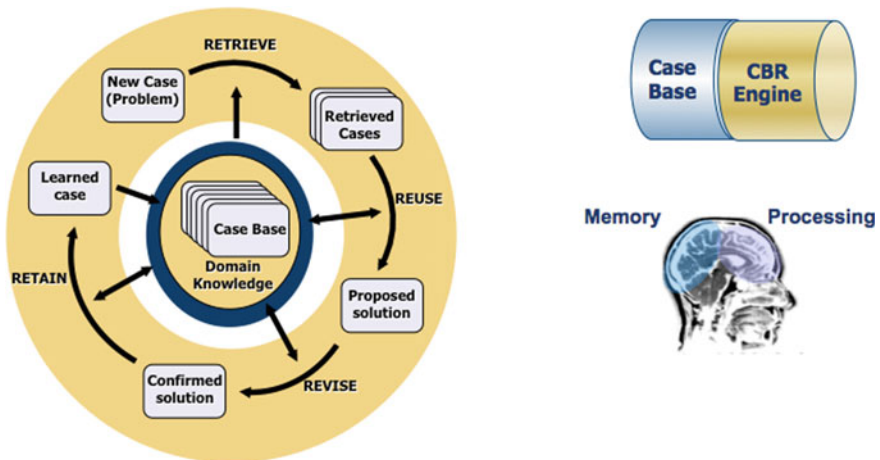 RETRIEVE
New Case
(Problem)
Retrieved
Cases
Learned
case
REUSE
Case Base
Domain
Knowledge
RETAIN
Proposed
solution
Confirmed
solution
REVISE
Case
Base
CBR
Engine
Memory
Processing